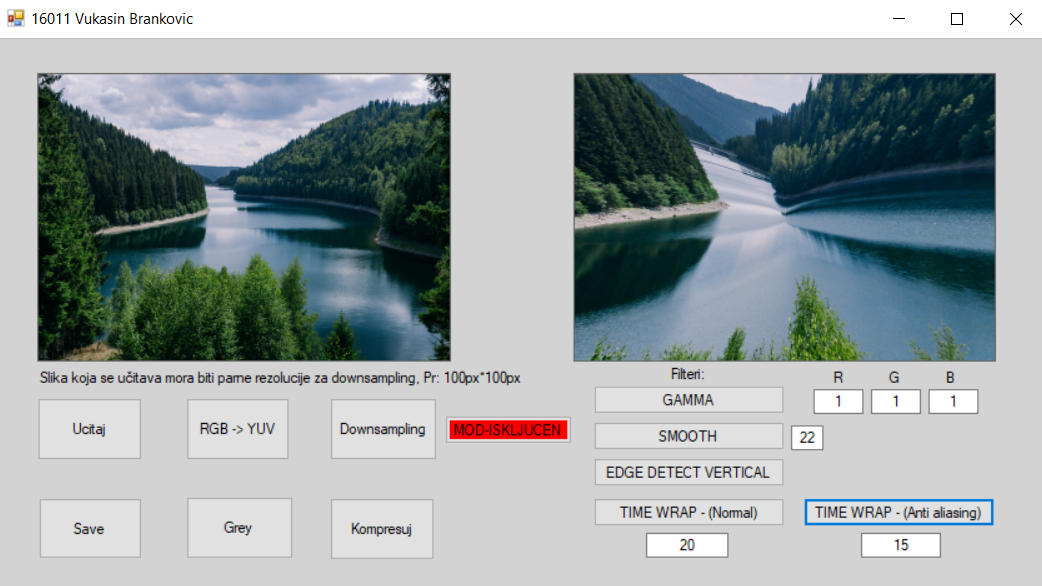 16011 Vukasin Brankovic
Slika koja se učitava mora biti parne rezolucije za downsampling, Pr: 100px*100px
Filteri:
R G B
GAMMA
1 1 1
Ucitaj
RGB -> YUV
Downsampling
MOD-ISKLJUCEN
SMOOTH
22
EDGE DETECT VERTICAL
Save
Grey
Kompresuj
TIME WRAP - (Normal)
TIME WRAP - (Anti aliasing)
20
15